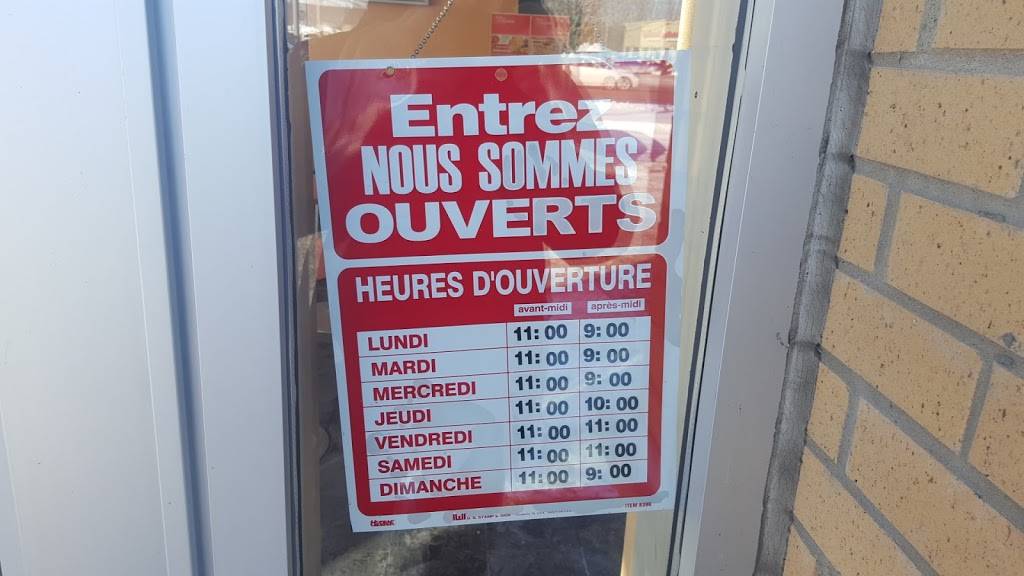 Entrez
NOUS SOMMES
OUVERTS
HEURES D'OUVERTURE
avant-midi après-midi
LUNDI 11:00 9:00
MARDI 11:00 9:00
MERCREDI 11:00 9:00
JEUDI 11:00 10:00
VENDREDI 11:00 11:00
SAMEDI 11:00 11:00
DIMANCHE 11:00 9:00